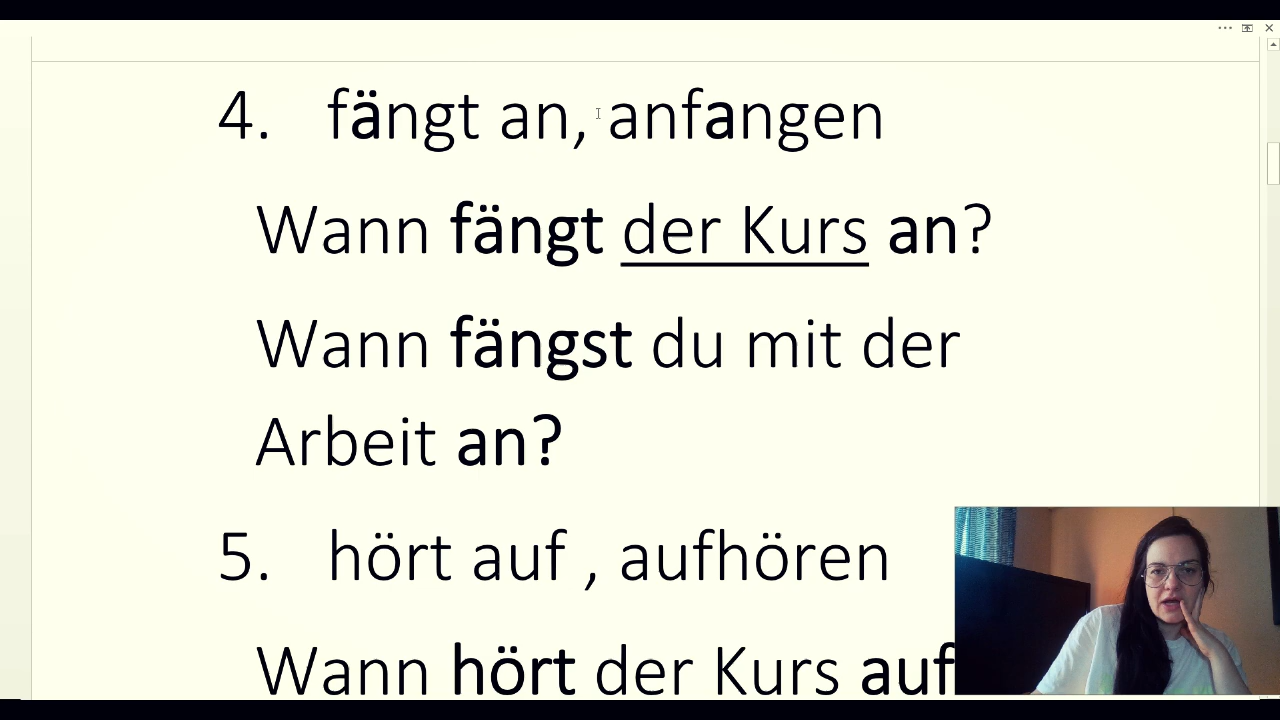 4. fängt an, anfangen
Wann fängt der Kurs an?
Wann fängst du mit der
Arbeit an?
5. hört auf , aufhören
Wann hört der Kurs auf